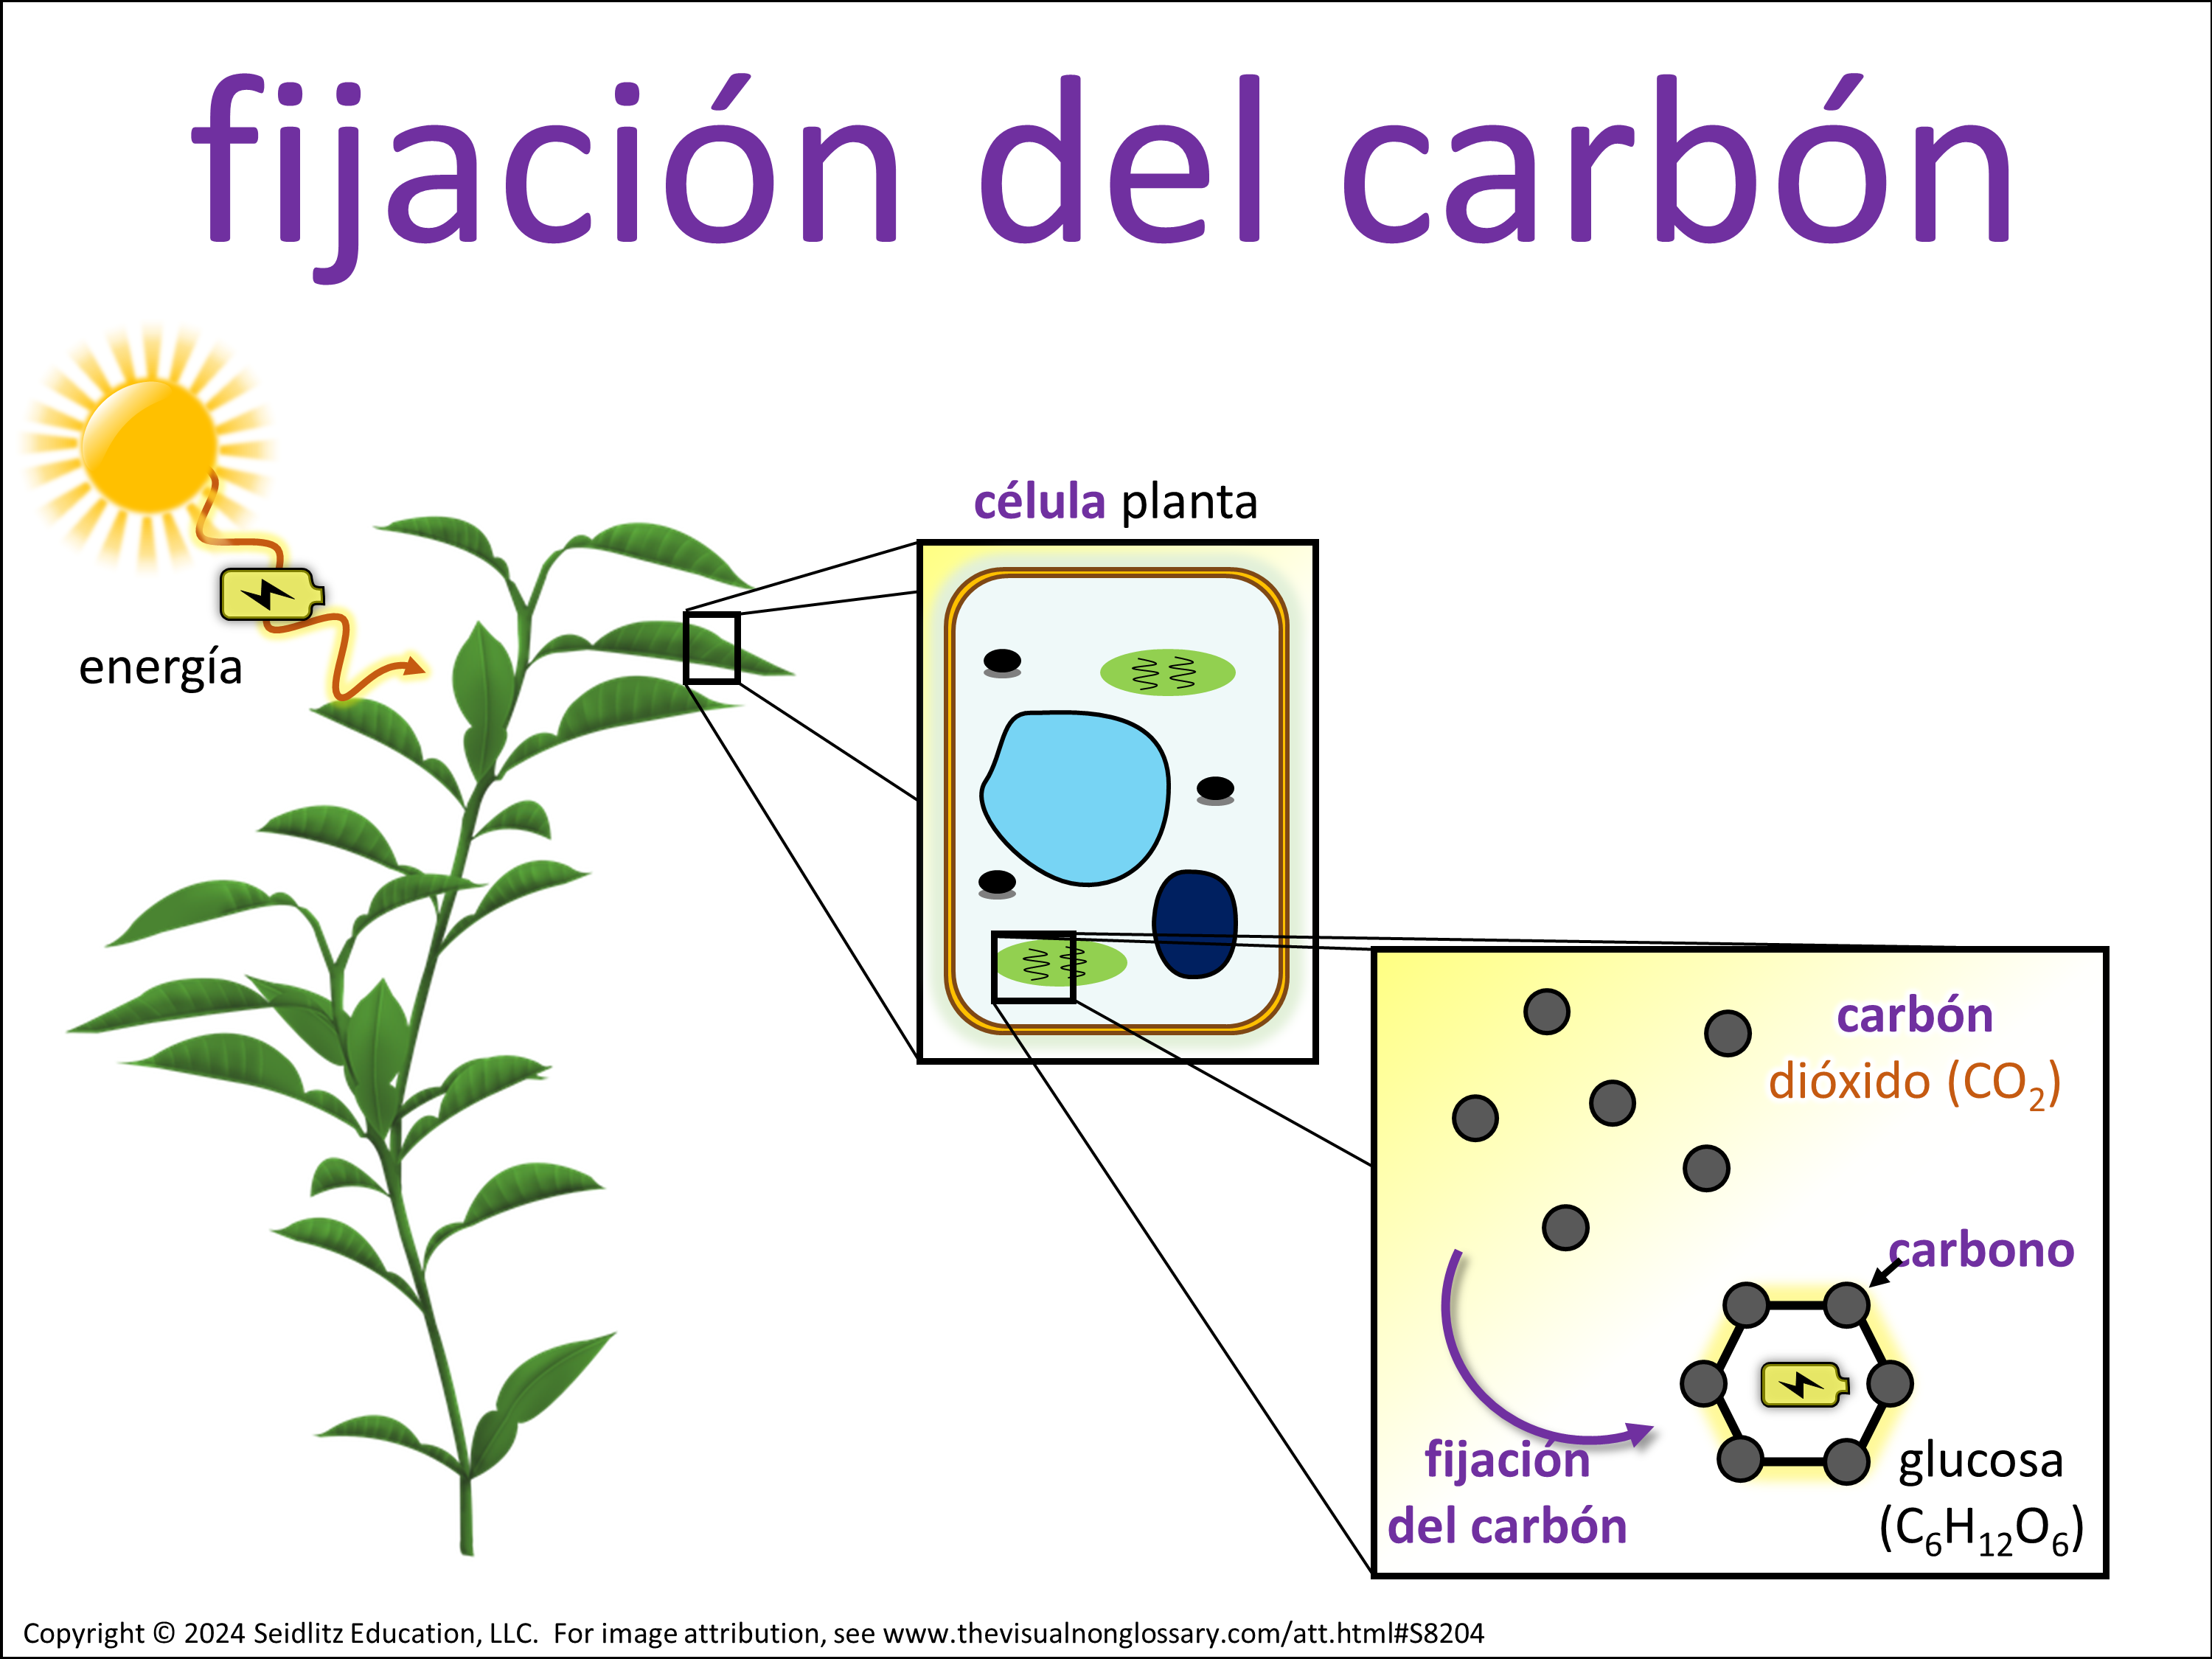 fijación del carbón
célula planta
energía
carbón
dióxido (CO₂)
carbono
fijación
del carbón
glucosa
(C₆H₁₂O₆)
Copyright © 2024 Seidlitz Education, LLC.  For image attribution, see www.thevisualnonglossary.com/att.html#S8204